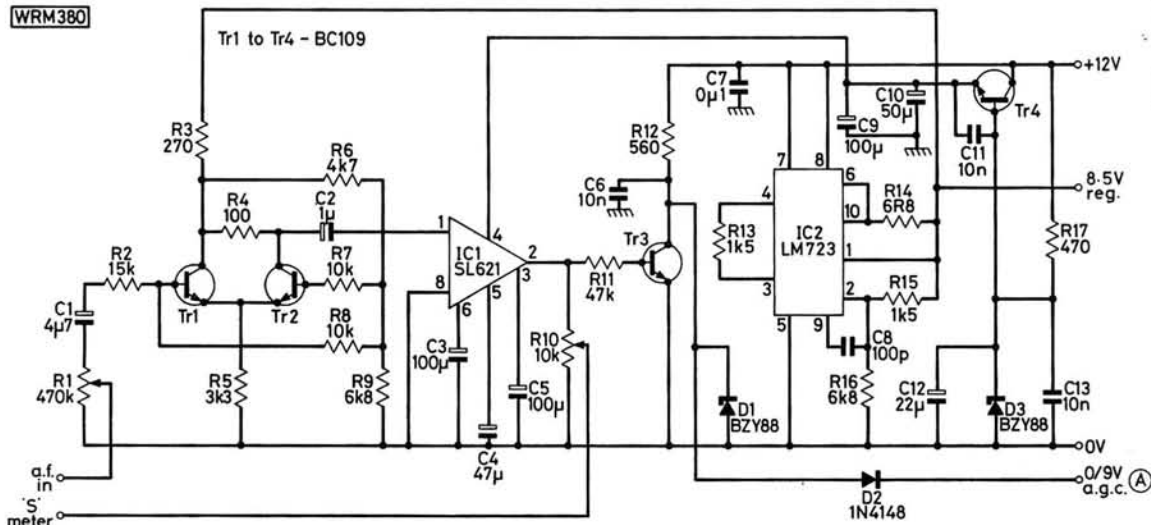 WRM380
Tr1 to Tr4 – BC109
R3
270
R6
4k7
R4
100
C2
1µ
R2
15k
R7
10k
Tr1
Tr2
C1
4µ7
R8
10k
R1
470k
R5
3k3
R9
6k8
1
4
IC1
SL621
2
8
3
6
5
C3
100µ
C5
100µ
C4
47µ
R10
10k
R11
47k
R12
560
C6
10n
Tr3
C7
0µ1
C9
100µ
C10
50µ
C11
10n
Tr4
+12V
7
8
4
6
10
R14
6R8
R13
1k5
IC2
LM723
1
3
2
R15
1k5
5
9
C8
100p
R16
6k8
8·5V
reg.
R17
470
D1
BZY88
C12
22µ
D3
BZY88
C13
10n
0V
a.f.
in
'S'
meter
D2
1N4148
0/9V
a.g.c. A